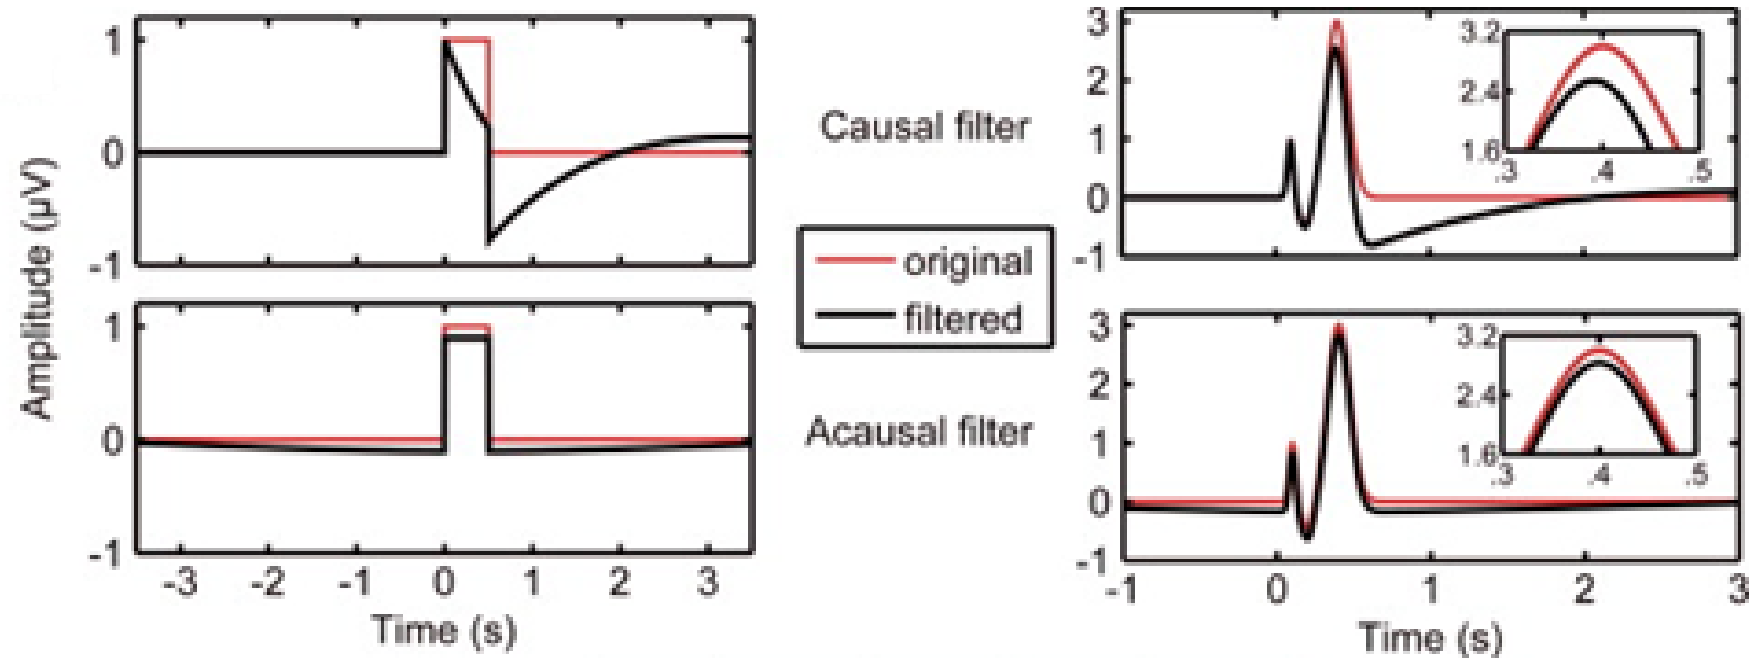 1
0
-1
1
0
-1
-3 -2 -1 0 1 2 3
Amplitude (µV)
Time (s)
Causal filter
original
filtered
Acausal filter
3
2
1
0
-1
3.2
2.4
1.6
.3 .4 .5
3
2
1
0
-1
3.2
2.4
1.6
.3 .4 .5
-1 0 1 2 3
Time (s)